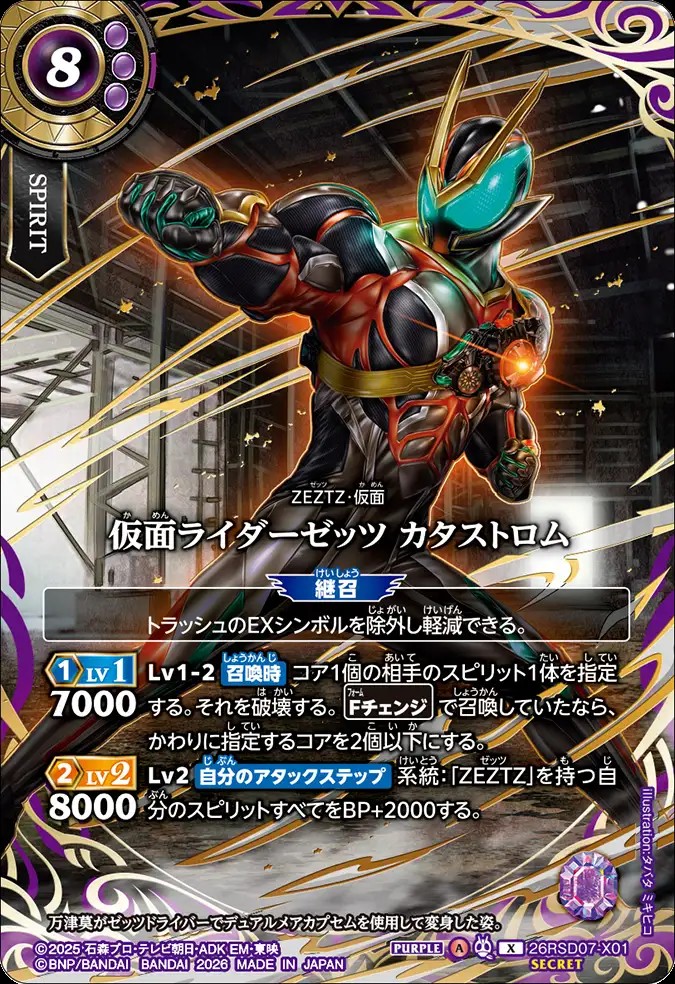 8
SPIRIT
ZEZTZ・仮面
仮面ライダーゼッツ カタストロム
継召
トラッシュのEXシンボルを除外し軽減できる。
1 LV1
7000
Lv1-2 召喚時 コア1個の相手のスピリット1体を指定
する。それを破壊する。 Fチェンジ で召喚していたなら、
かわりに指定するコアを2個以下にする。
2 LV2
8000
Lv2 自分のアタックステップ 系統:「ZEZTZ」を持つ自
分のスピリットすべてをBP+2000する。
illustration:タバタ ミキヒコ
万津莫がゼッツドライバーでデュアルメアカプセムを使用して変身した姿。
©2025 石森プロ・テレビ朝日・ADK EM・東映
©BNP/BANDAI BANDAI 2026 MADE IN JAPAN
PURPLE A X 26RSD07-X01
SECRET